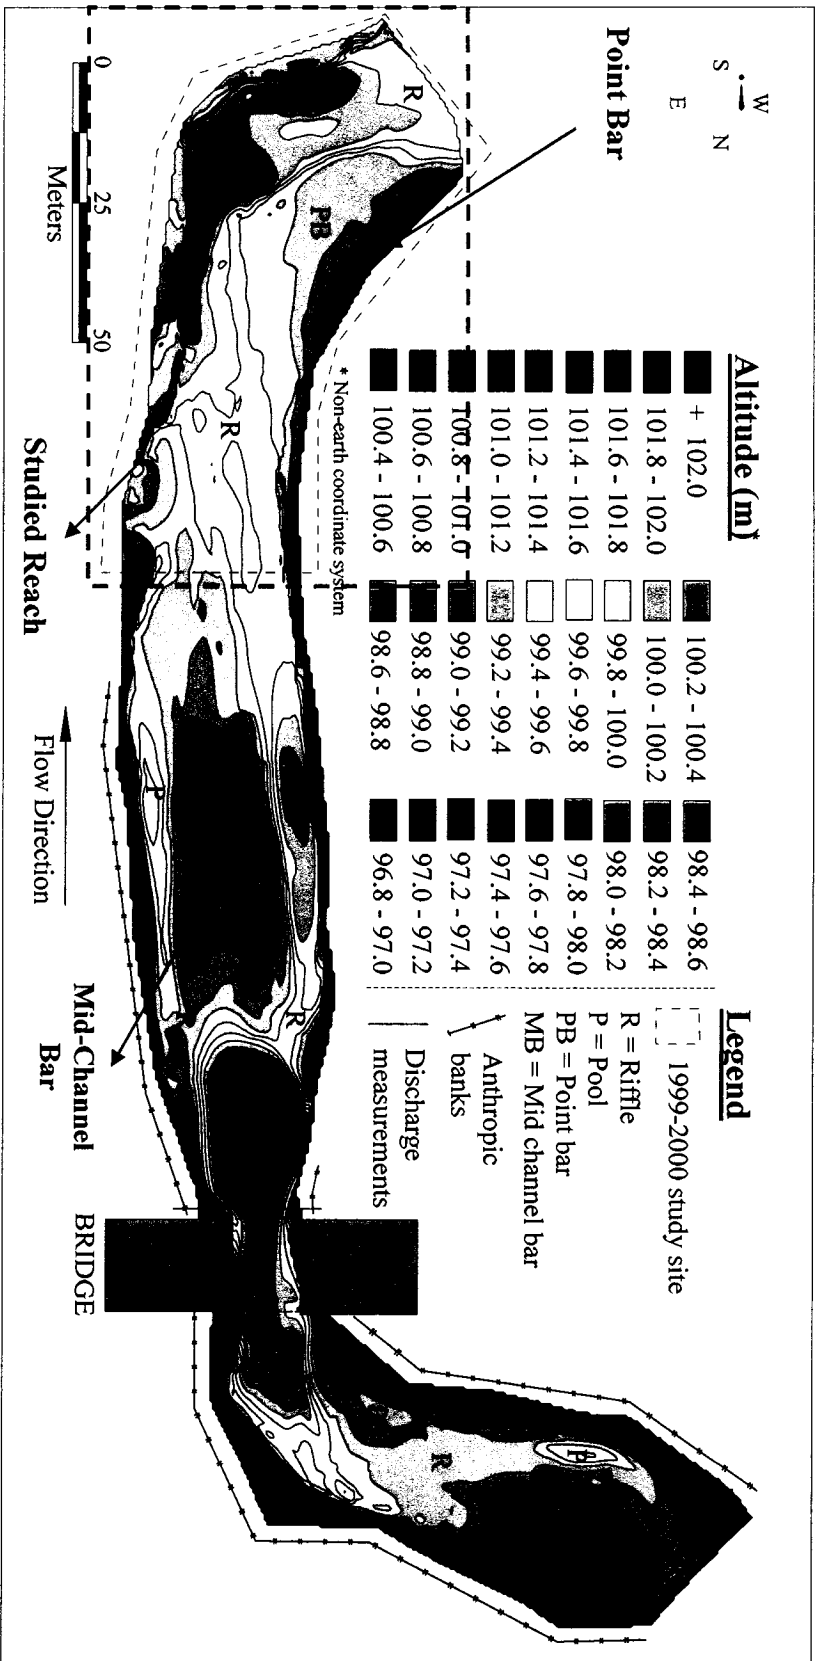 W
S N
E
Point Bar
Altitude (m)*
+ 102.0
101.8 - 102.0
101.6 - 101.8
101.4 - 101.6
101.2 - 101.4
101.0 - 101.2
100.8 - 101.0
100.6 - 100.8
100.4 - 100.6
100.2 - 100.4
100.0 - 100.2
99.8 - 100.0
99.6 - 99.8
99.4 - 99.6
99.2 - 99.4
99.0 - 99.2
98.8 - 99.0
98.6 - 98.8
98.4 - 98.6
98.2 - 98.4
98.0 - 98.2
97.8 - 98.0
97.6 - 97.8
97.4 - 97.6
97.2 - 97.4
97.0 - 97.2
96.8 - 97.0
* Non-earth coordinate system
Legend
1999-2000 study site
R = Riffle
P = Pool
PB = Point bar
MB = Mid channel bar
Anthropic
banks
Discharge
measurements
R
PB
R
P
R
R
P
0 25 50
Meters
Studied Reach
Flow Direction
Mid-Channel
Bar
BRIDGE